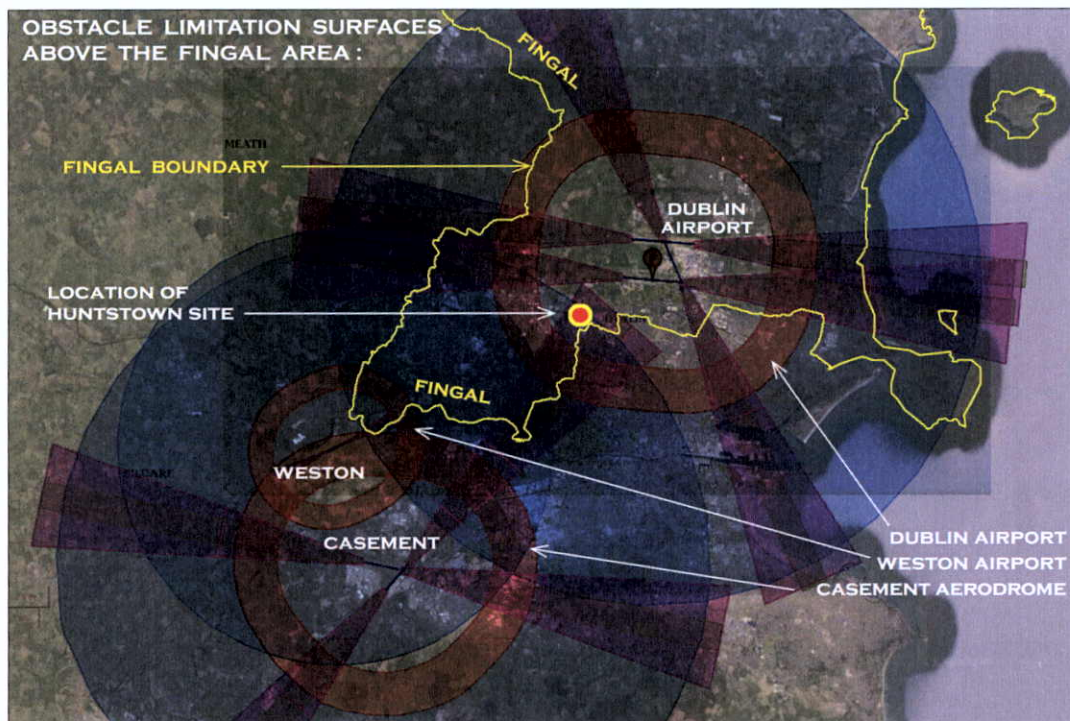 OBSTACLE LIMITATION SURFACES
ABOVE THE FINGAL AREA :
FINGAL
MEATH
FINGAL BOUNDARY
DUBLIN
AIRPORT
LOCATION OF
HUNTSTOWN SITE
FINGAL
WESTON
KILDARE
CASEMENT
DUBLIN AIRPORT
WESTON AIRPORT
CASEMENT AERODROME